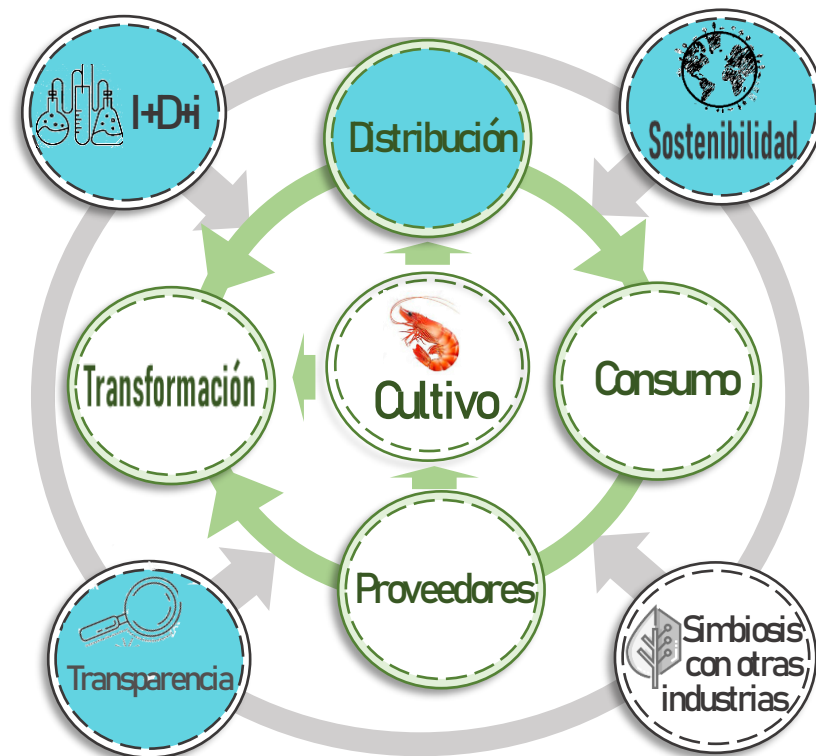 I+D+i
Distribución
Sostenibilidad
Transformación
Cultivo
Consumo
Proveedores
Transparencia
Simbiosis
con otras
industrias